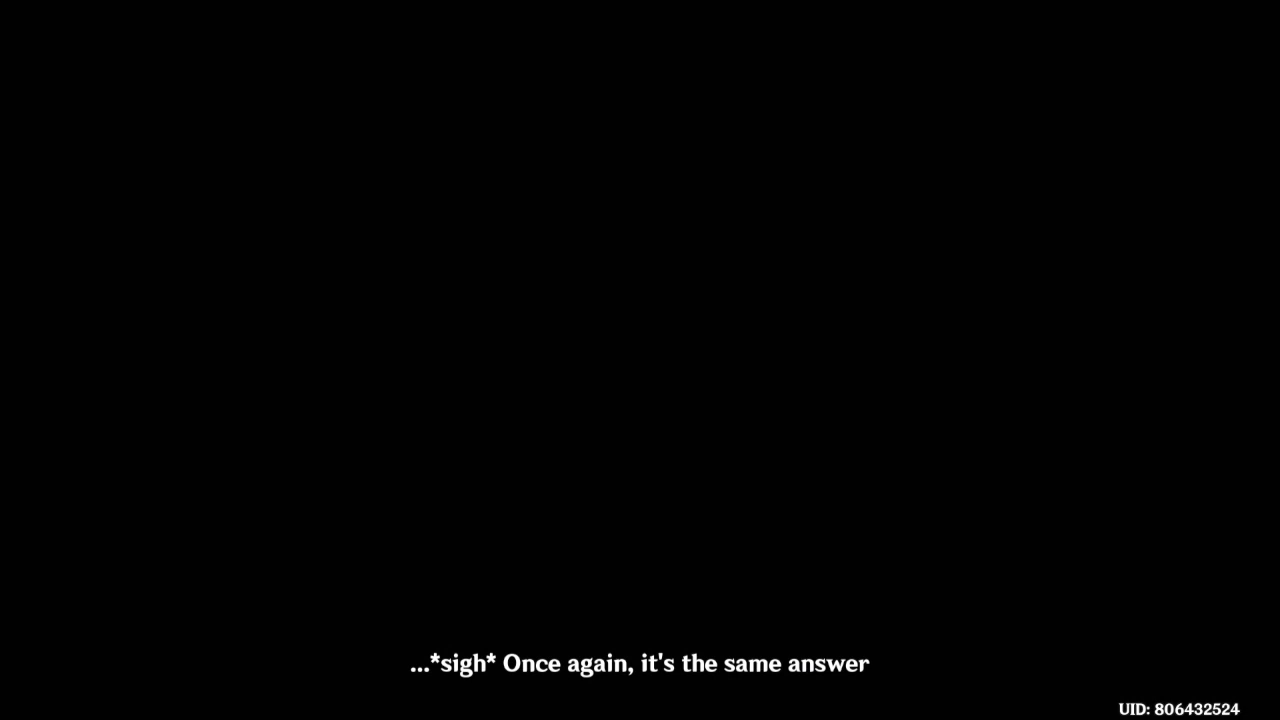 ...*sigh* Once again, it's the same answer
UID: 806432524